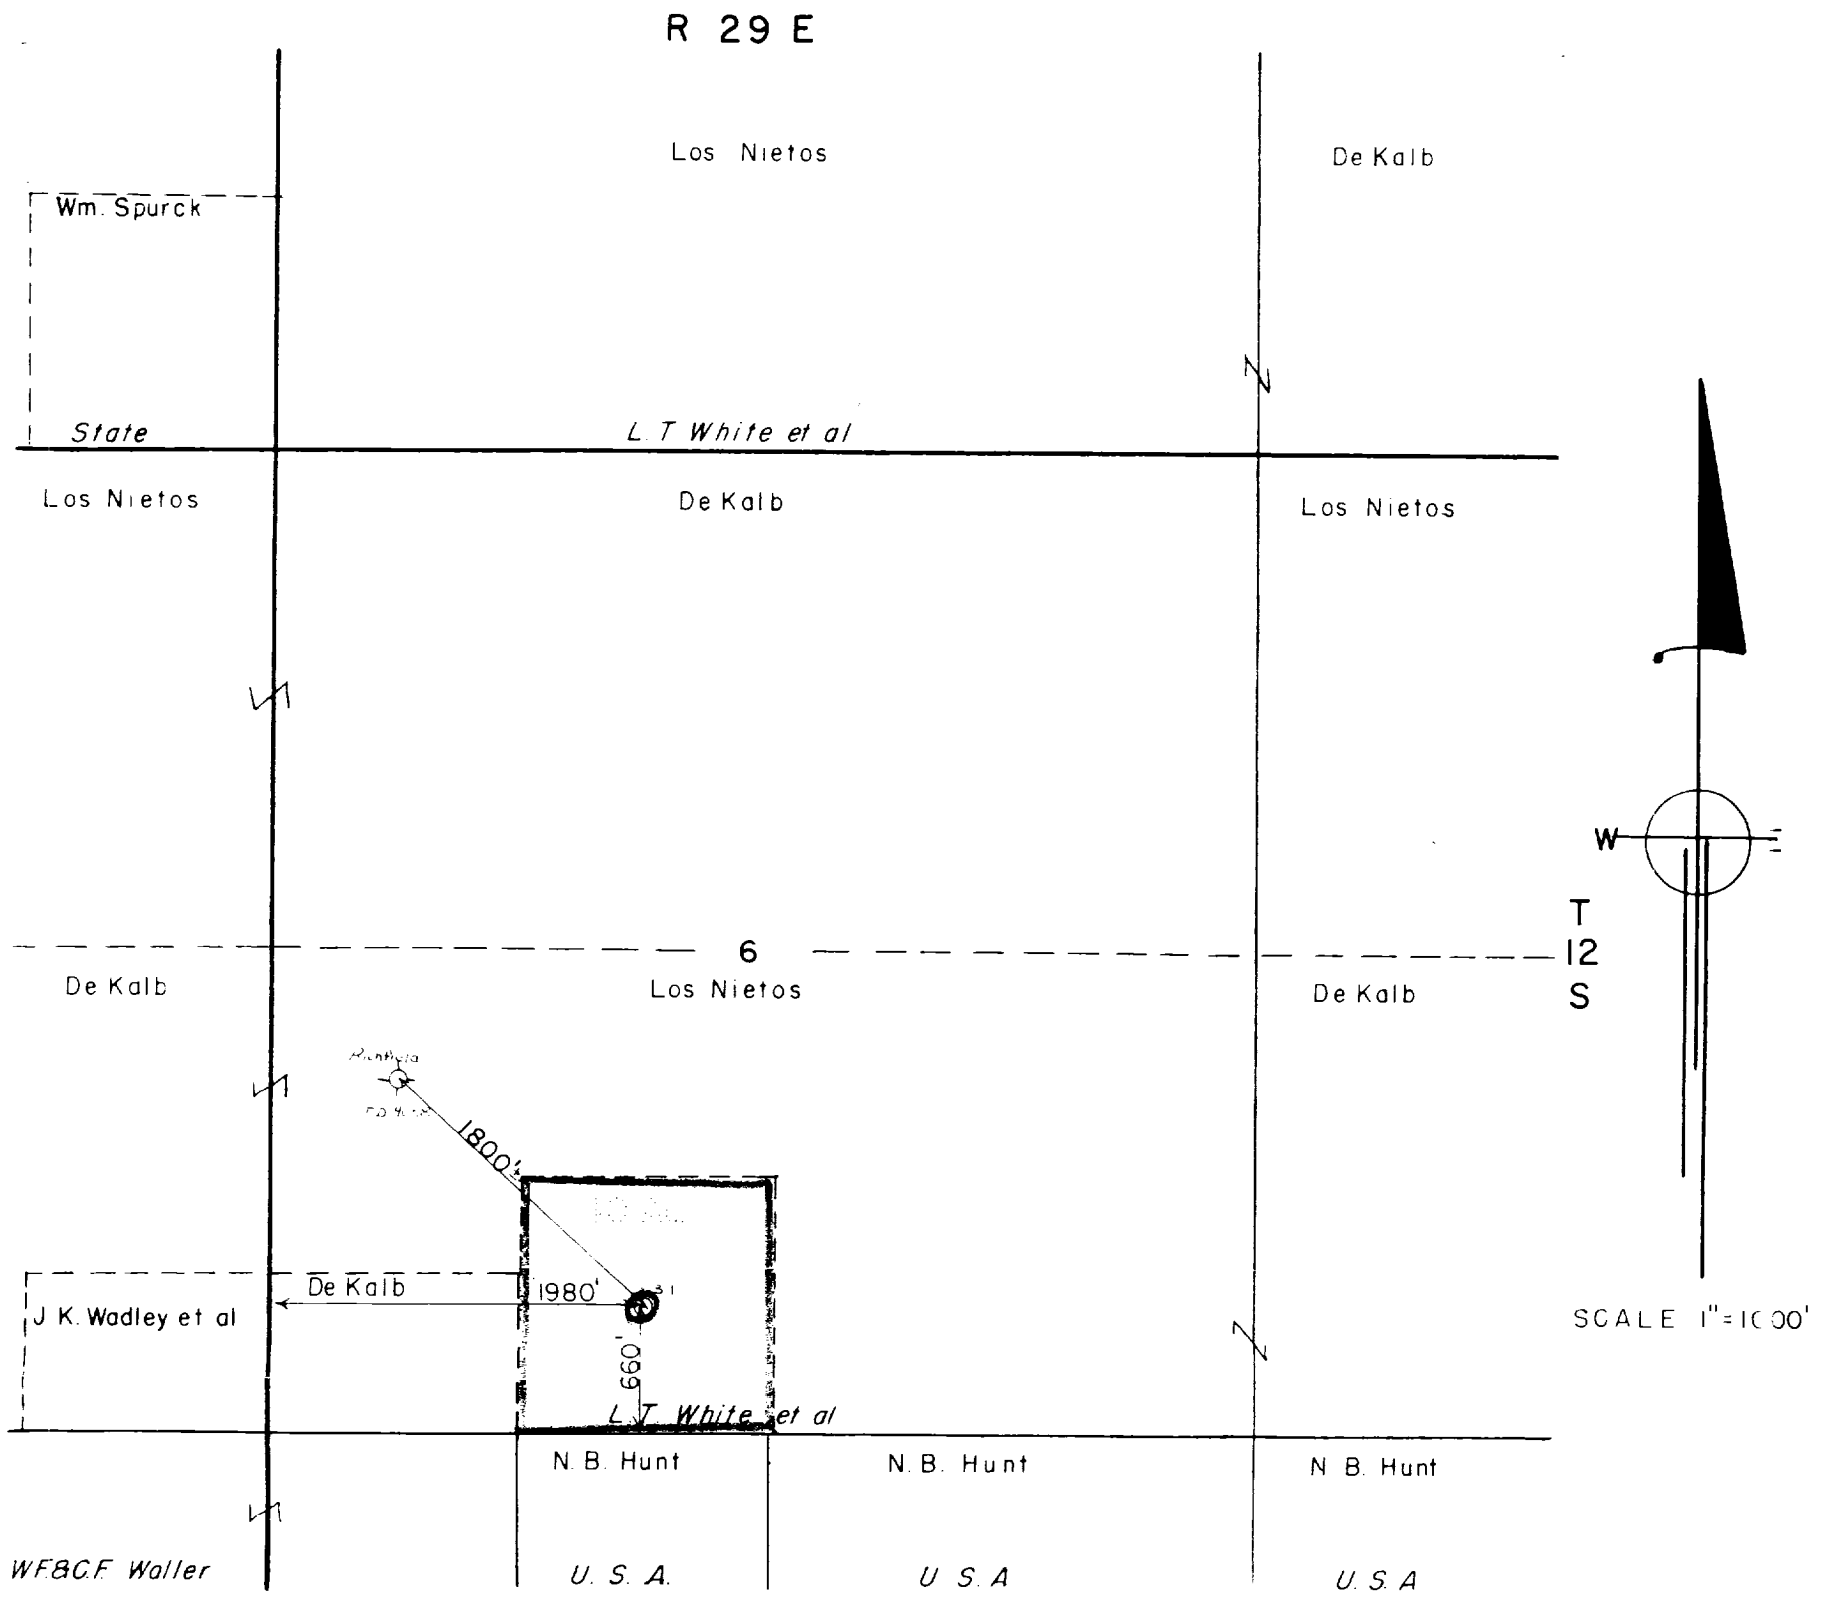 R 29 E
Los Nietos
De Kalb
Wm. Spurck
State
L. T White et al
Los Nietos
De Kalb
Los Nietos
W
T
12
S
6
De Kalb
Los Nietos
De Kalb
1800'
De Kalb
1980'
J K. Wadley et al
660'
SCALE 1"=1000'
L. T. White et al
N. B. Hunt
N. B. Hunt
N B. Hunt
W.F.&C.F. Waller
U. S. A.
U S. A
U. S. A